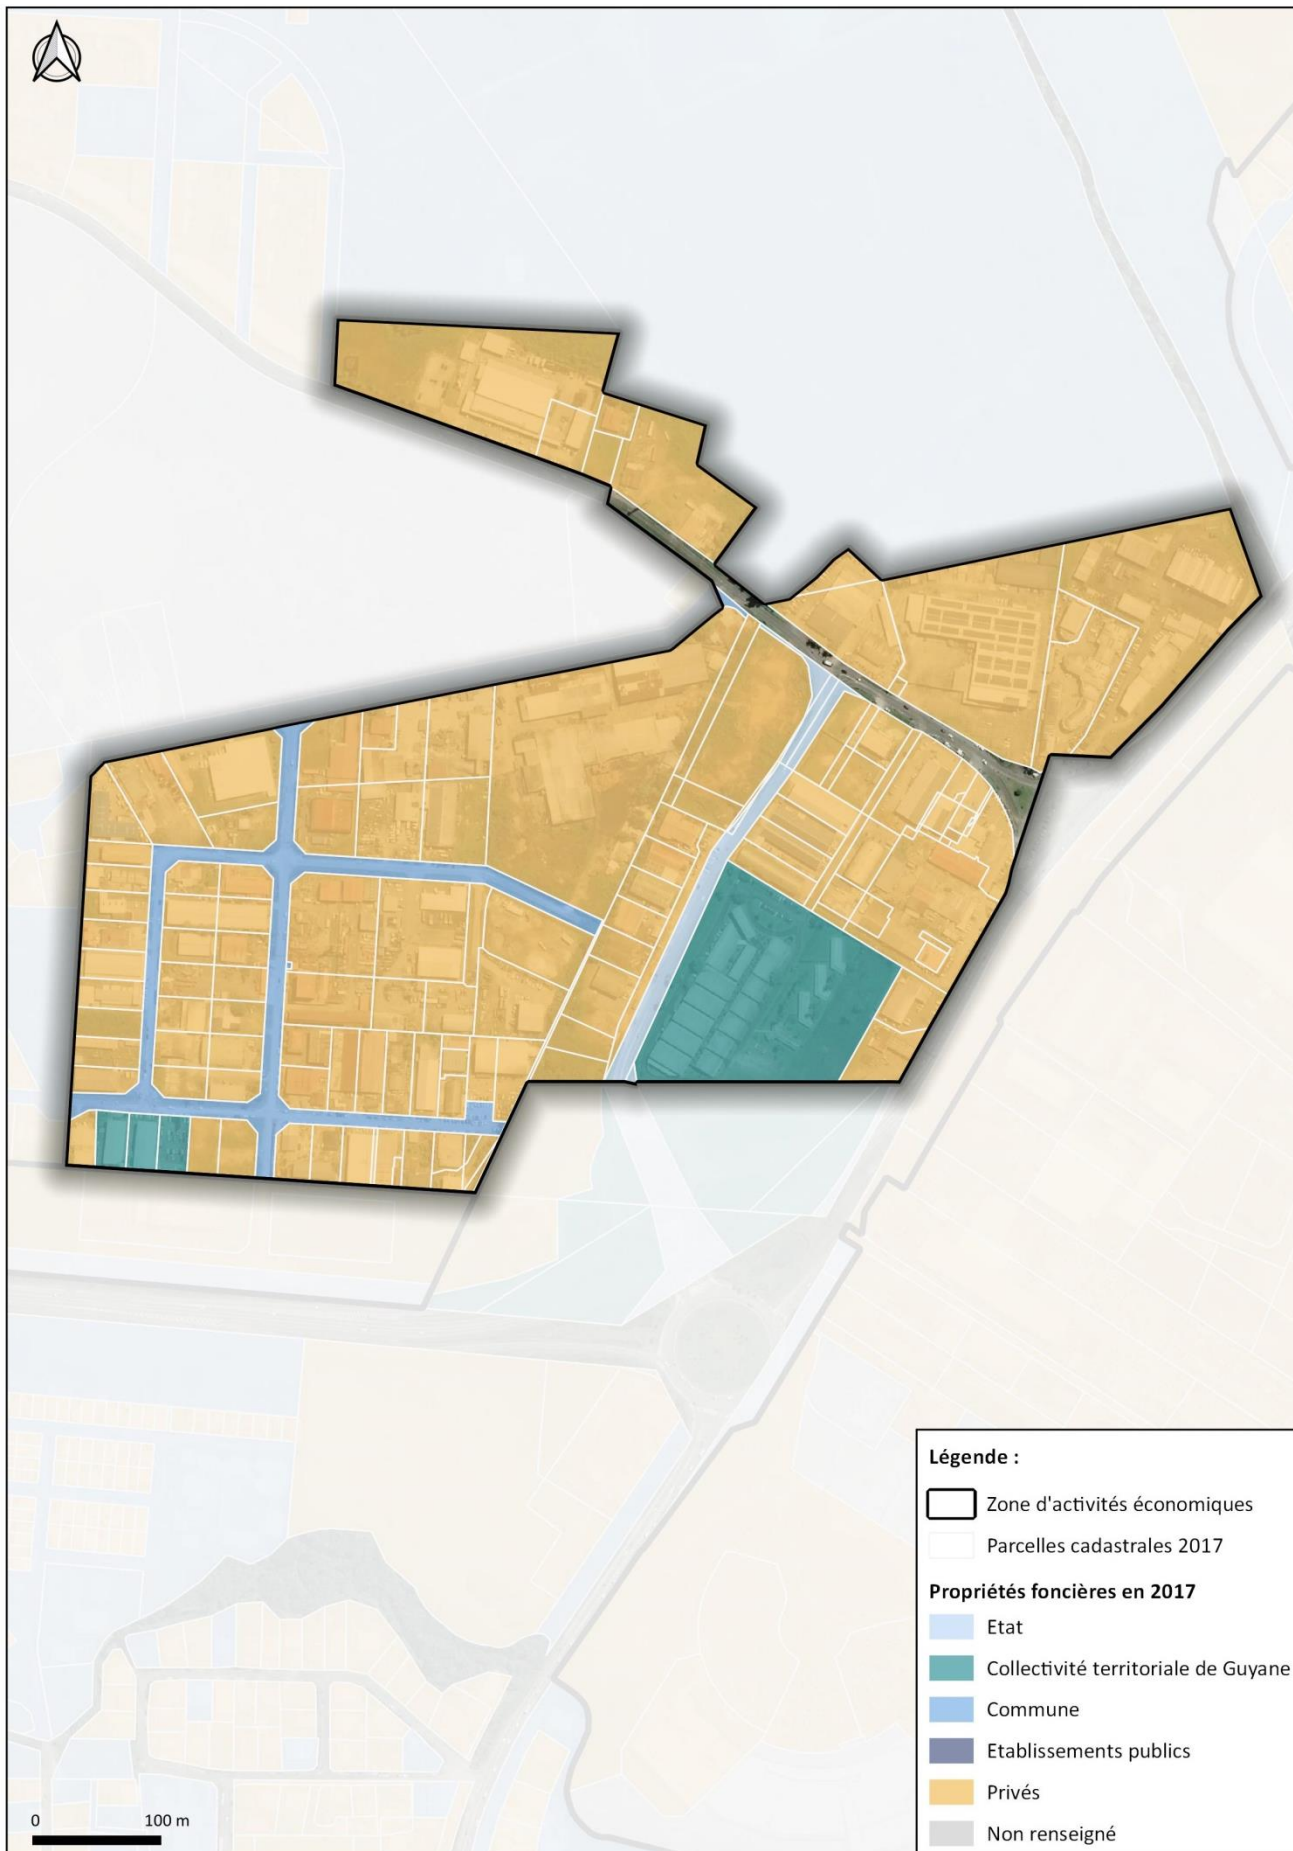 Légende :
Zone d'activités économiques
Parcelles cadastrales 2017
Propriétés foncières en 2017
Etat
Collectivité territoriale de Guyane
Commune
Etablissements publics
Privés
Non renseigné
0 100 m